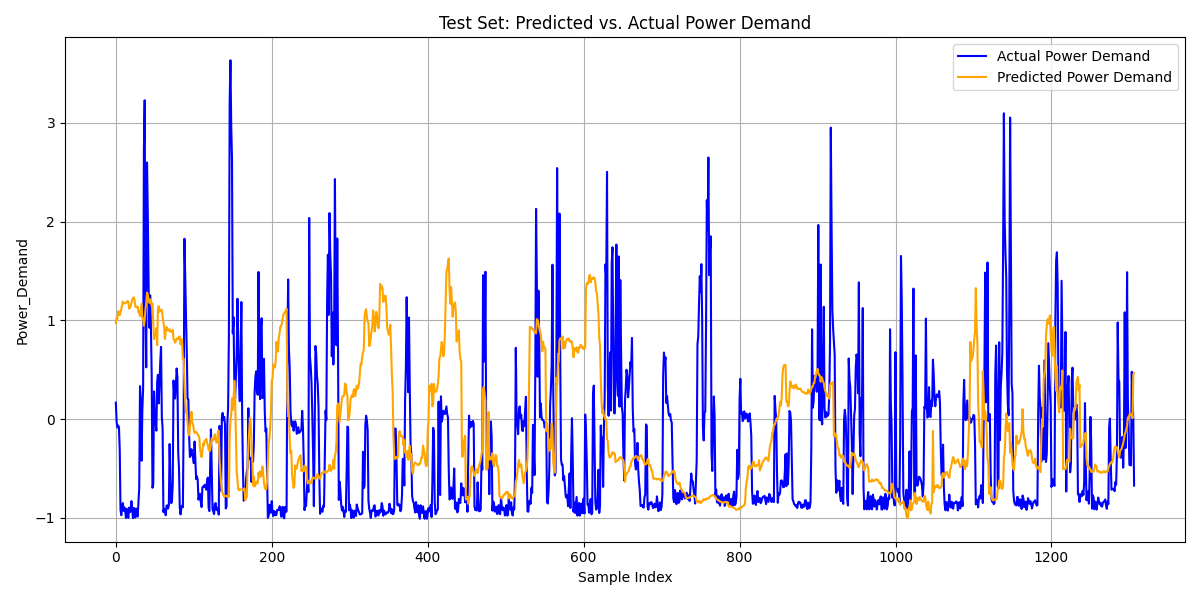 Test Set: Predicted vs. Actual Power Demand
Actual Power Demand
Predicted Power Demand
Power_Demand
3
2
1
0
−1
0 200 400 600 800 1000 1200
Sample Index